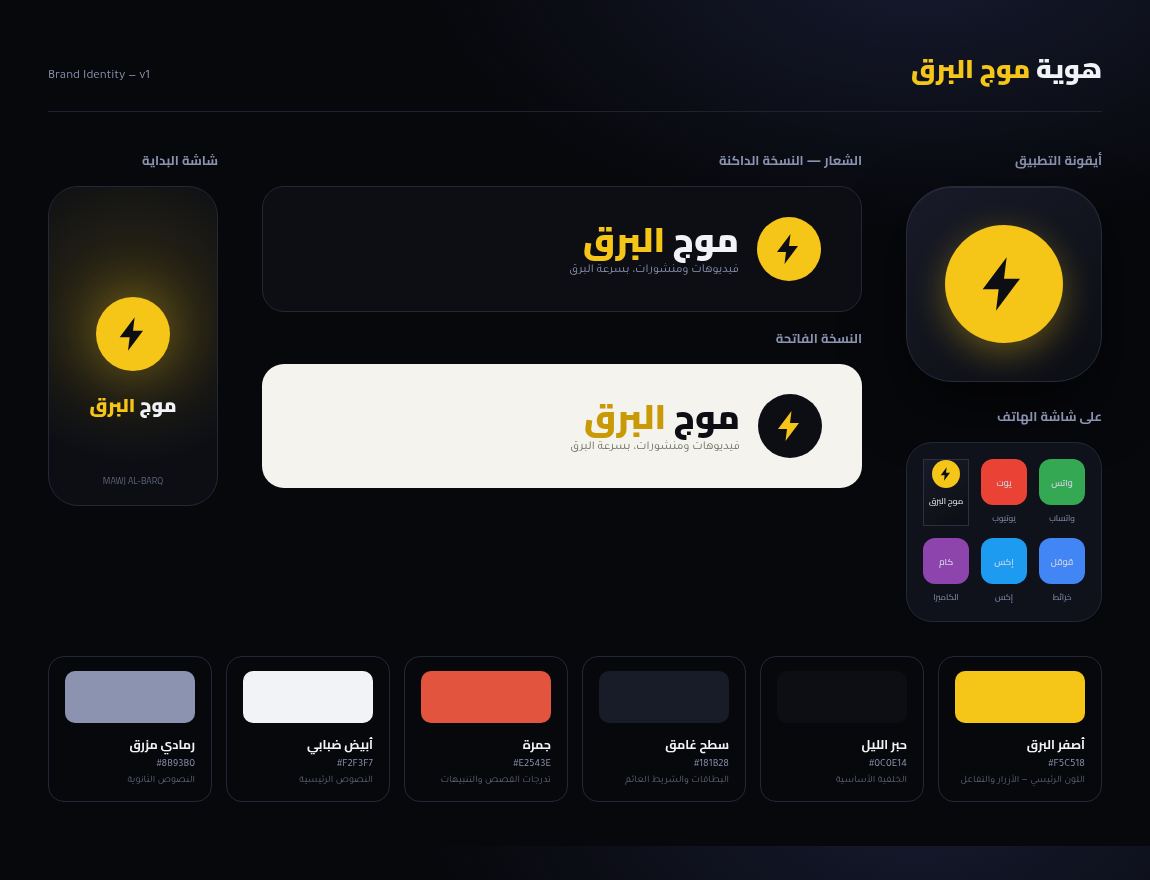 هوية موج البرق
Brand Identity — v1
أيقونة التطبيق
الشعار — النسخة الداكنة
موج البرق
فيديوهات ومنشورات. بسرعة البرق
النسخة الفاتحة
موج البرق
فيديوهات ومنشورات. بسرعة البرق
شاشة البداية
موج البرق
MAWJ AL-BARQ
على شاشة الهاتف
واتس
يوت
موج البرق
واتساب
يوتيوب
قوقل
إكس
كام
خرائط
إكس
الكاميرا
أصفر البرق
#F5C518
اللون الرئيسي — الأزرار والتفاعل
حبر الليل
#0C0E14
الخلفية الأساسية
سطح غامق
#181B28
البطاقات والشريط العائم
جمرة
#E2543E
تدرجات القصص والتنبيهات
أبيض ضبابي
#F2F3F7
النصوص الرئيسية
رمادي مزرق
#8B93B0
النصوص الثانوية